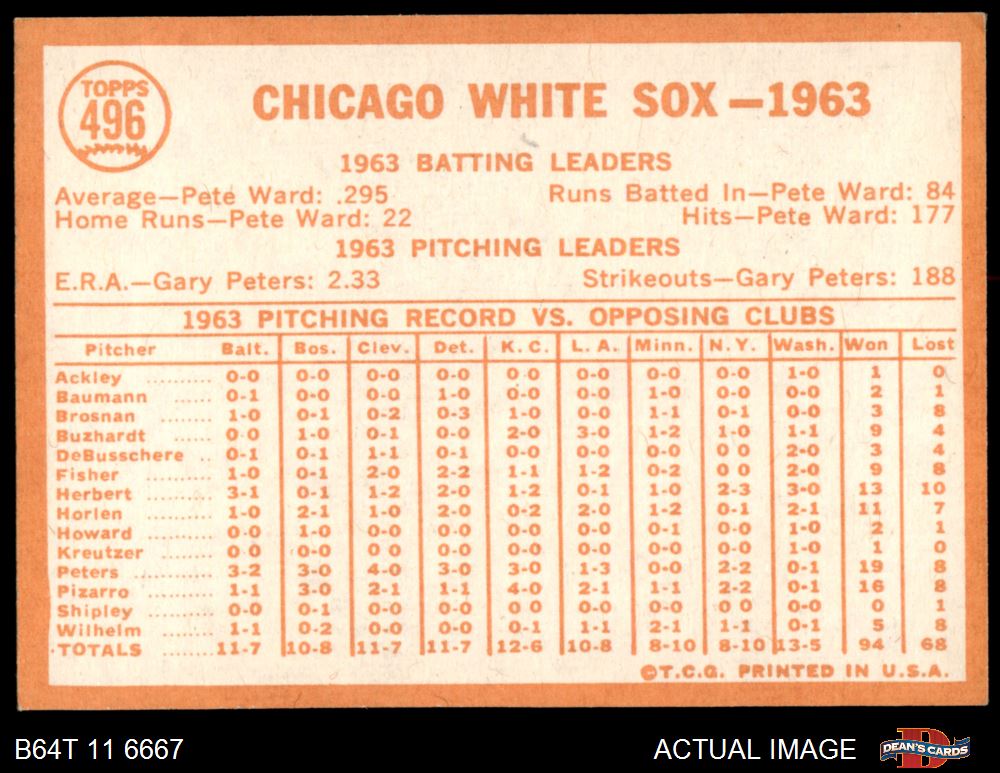 TOPPS
496
CHICAGO WHITE SOX—1963
1963 BATTING LEADERS
Average—Pete Ward: .295 Runs Batted In—Pete Ward: 84
Home Runs—Pete Ward: 22 Hits—Pete Ward: 177
1963 PITCHING LEADERS
E.R.A.—Gary Peters: 2.33 Strikeouts—Gary Peters: 188
1963 PITCHING RECORD VS. OPPOSING CLUBS
Pitcher Balt. Bos. Clev. Det. K.C. L.A. Minn. N.Y. Wash. Won Lost
Ackley .......... 0-0 0-0 0-0 0-0 0-0 0-0 0-0 0-0 1-0 1 0
Baumann ...... 0-1 0-0 0-0 1-0 0-0 0-0 1-0 0-0 0-0 2 1
Brosnan ........ 1-0 0-1 0-2 0-3 1-0 0-0 1-1 0-1 0-0 3 8
Buzhardt ...... 0-0 1-0 0-1 0-0 2-0 3-0 1-2 1-0 1-1 9 4
DeBusschere .. 0-1 0-1 1-1 0-1 0-0 0-0 0-0 0 0 2-0 3 4
Fisher .......... 1-0 0-1 2-0 2-2 1-1 1-2 0-2 0 0 2-0 9 8
Herbert ........ 3-1 0-1 1-2 2-0 1-2 0-1 1-0 2-3 3-0 13 10
Horlen .......... 1-0 2-1 1-0 2-0 0-2 2-0 1-2 0-1 2-1 11 7
Howard ........ 0-0 1-0 0-0 0-0 0-0 0-0 0-1 0-0 1-0 2 1
Kreutzer ........ 0 0 0-0 0 0 0-0 0-0 0-0 0-0 0-0 1-0 1 0
Peters ............ 3-2 3-0 4-0 3-0 3-0 1-3 0-0 2-2 0-1 19 8
Pizarro .......... 1-1 3-0 2-1 1-1 4-0 2-1 1-1 2-2 0-1 16 8
Shipley ........ 0-0 0-1 0-0 0-0 0 0 0-0 0-0 0 0 0-0 0 1
Wilhelm ........ 1-1 0-2 0-0 0-0 0-1 1-1 2-1 1-1 0-1 5 8
TOTALS ........ 11-7 10-8 11-7 11-7 12-6 10-8 8-10 8-10 13-5 94 68
©T.C.G. PRINTED IN U.S.A.
B64T 11 6667 ACTUAL IMAGE DEAN'S CARDS